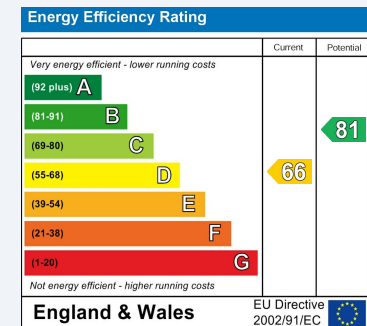 Energy Efficiency Rating
Current Potential
Very energy efficient - lower running costs
(92 plus) A
(81-91) B
81
(69-80) C
(55-68) D
66
(39-54) E
(21-38) F
(1-20) G
Not energy efficient - higher running costs
England & Wales
EU Directive
2002/91/EC